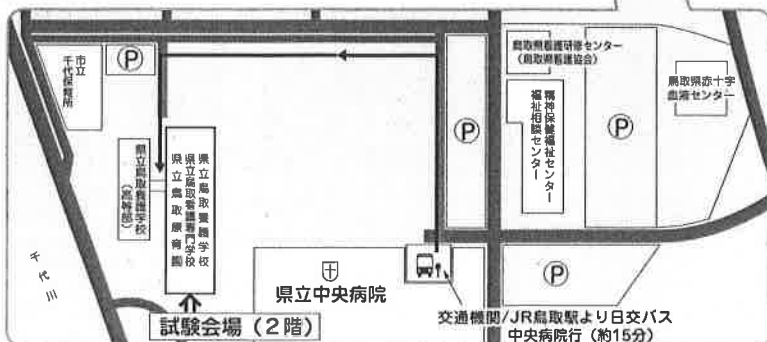 市立
千代保育所
P
鳥取県看護研修センター
(鳥取県看護協会)
精神保健福祉センター
福祉相談センター
P
P
鳥取県赤十字
血液センター
県立鳥取養護学校
(高等部)
県立鳥取養護学校
県立鳥取看護専門学校
県立鳥取療育園
千代川
県立中央病院
P
試験会場(2階)
交通機関/JR鳥取駅より日交バス
中央病院行(約15分)